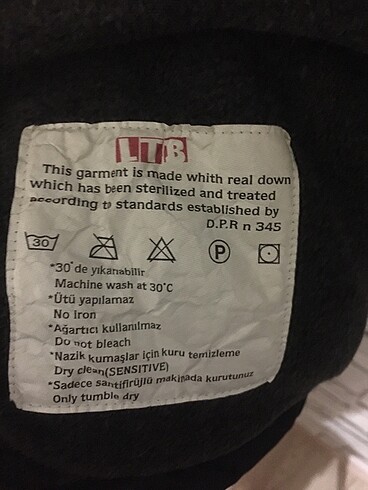 LTB
This garment is made whith real down
which has been sterilized and treated
according to standards established by
D.P.R n 345
30
P
*30°de yıkanabilir
Machine wash at 30°C
*Ütü yapılamaz
No Iron
*Ağartıcı kullanılmaz
Do not bleach
*Nazik kumaşlar için kuru temizleme
Dry clean(SENSITIVE)
*Sadece santifirüjlü makinada kurutunuz
Only tumble dry